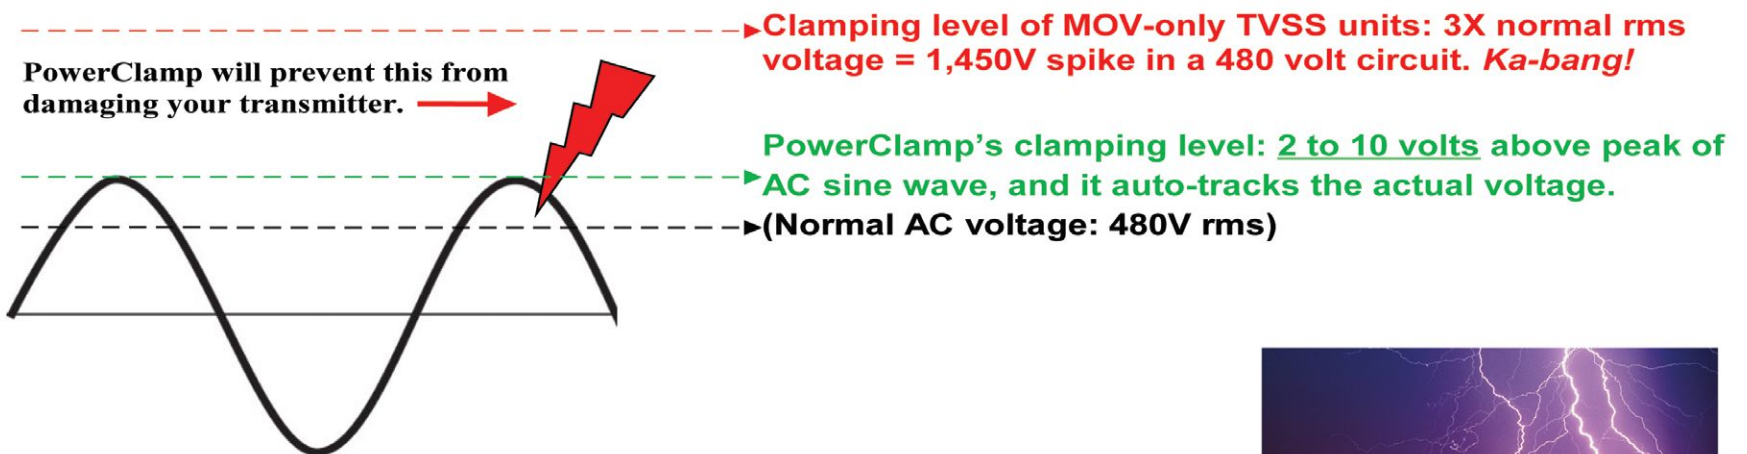 Clamping level of MOV-only TVSS units: 3X normal rms
voltage = 1,450V spike in a 480 volt circuit. Ka-bang!
PowerClamp will prevent this from
damaging your transmitter.
PowerClamp’s clamping level: 2 to 10 volts above peak of
AC sine wave, and it auto-tracks the actual voltage.
(Normal AC voltage: 480V rms)